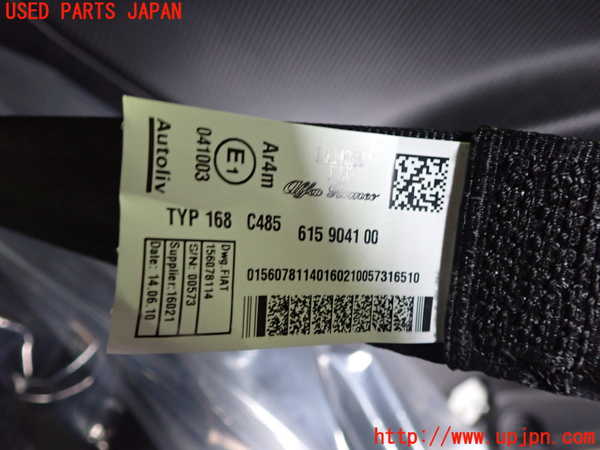 USED PARTS JAPAN
Autoliv
041003
E1
Ar4m
Alfa Romeo
TYP 168 C485 615 9041 00
Dwg. FIAT
156078114
S/N: 00573
Supplier:16021
Date: 14.06.10
01560781140160210057316510
http://www.upjpn.com/